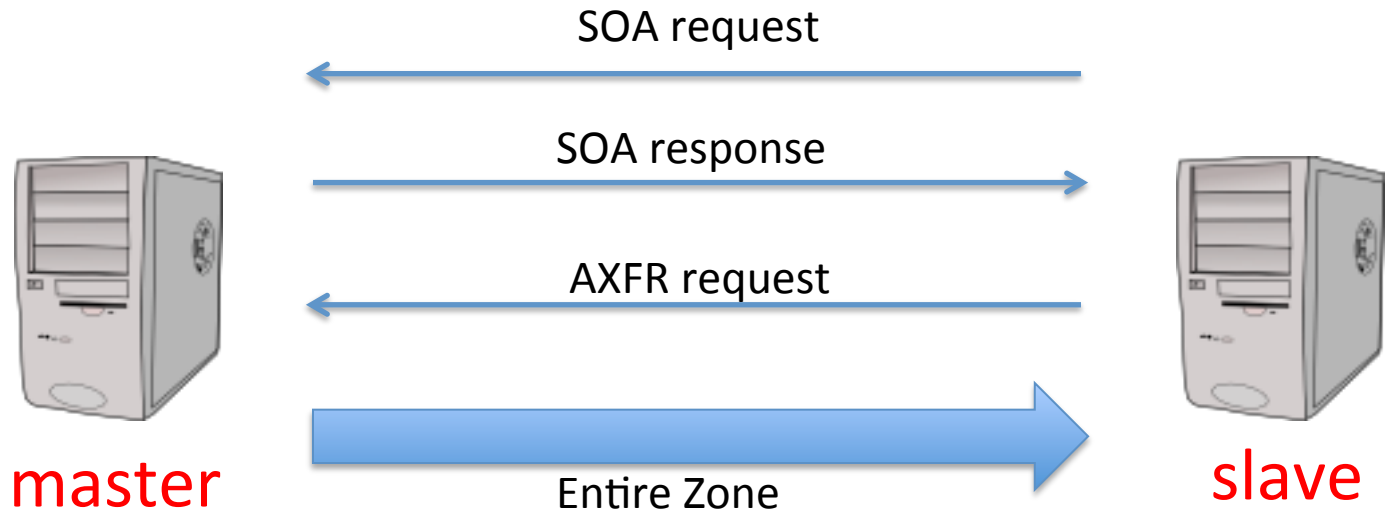 SOA request
SOA response
AXFR request
Entire Zone
master
slave